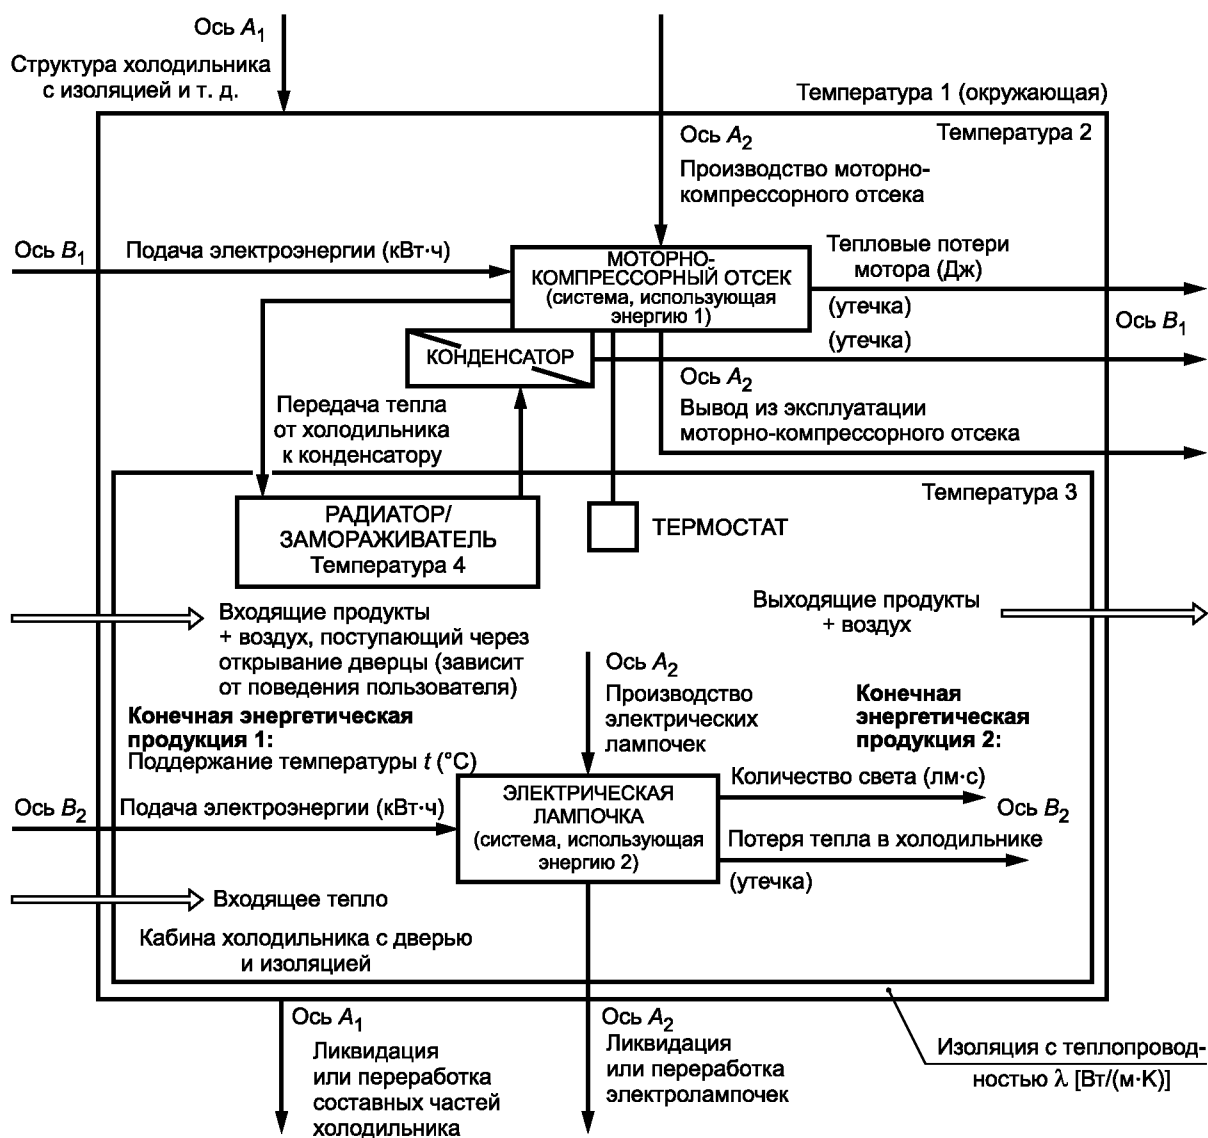 Ось A1
Структура холодильника
с изоляцией и т. д.
Температура 1 (окружающая)
Температура 2
Ось A2
Производство моторно-
компрессорного отсека
Ось B1
Подача электроэнергии (кВт·ч)
МОТОРНО-
КОМПРЕССОРНЫЙ ОТСЕК
(система, использующая
энергию 1)
Тепловые потери
мотора (Дж)
(утечка)
Ось B1
(утечка)
КОНДЕНСАТОР
Ось A2
Вывод из эксплуатации
моторно-компрессорного отсека
Передача тепла
от холодильника
к конденсатору
Температура 3
РАДИАТОР/
ЗАМОРАЖИВАТЕЛЬ
Температура 4
ТЕРМОСТАТ
Входящие продукты
+ воздух, поступающий через
открывание дверцы (зависит
от поведения пользователя)
Выходящие продукты
+ воздух
Ось A2
Производство
электрических
лампочек
Конечная энергетическая
продукция 1:
Поддержание температуры t (°C)
Конечная
энергетическая
продукция 2:
Количество света (лм·с)
Ось B2
Подача электроэнергии (кВт·ч)
ЭЛЕКТРИЧЕСКАЯ
ЛАМПОЧКА
(система, использующая
энергию 2)
Ось B2
Потеря тепла в холодильнике
(утечка)
Входящее тепло
Кабина холодильника с дверью
и изоляцией
Ось A1
Ликвидация
или переработка
составных частей
холодильника
Ось A2
Ликвидация
или переработка
электролампочек
Изоляция с теплопровод-
ностью λ [Вт/(м·K)]